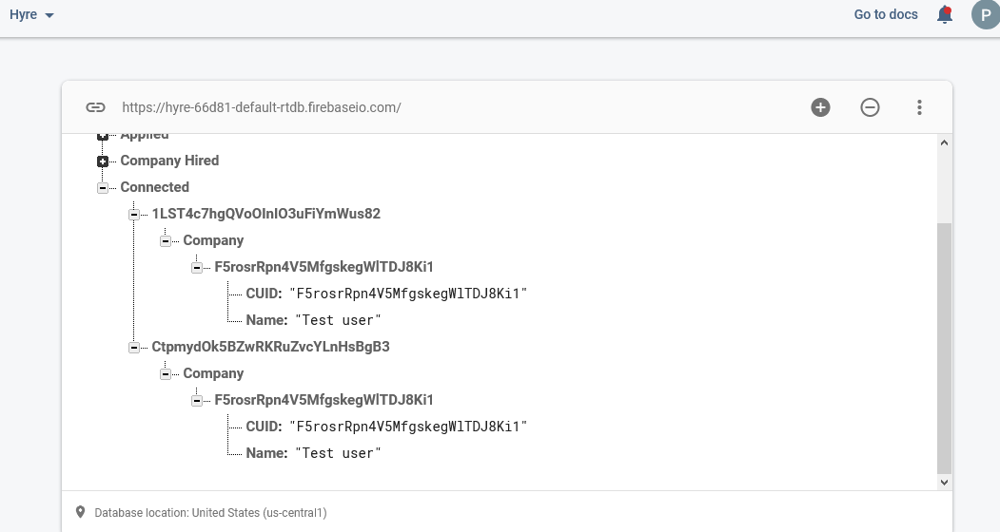 Hyre
Go to docs
P
https://hyre-66d81-default-rtdb.firebaseio.com/
Applied
Company Hired
Connected
1LST4c7hgQVoOInIO3uFiYmWus82
Company
F5rosrRpn4V5MfgskegWlTDJ8Ki1
CUID: "F5rosrRpn4V5MfgskegWlTDJ8Ki1"
Name: "Test user"
CtpmydOk5BZwRKRuZvcYLnHsBgB3
Company
F5rosrRpn4V5MfgskegWlTDJ8Ki1
CUID: "F5rosrRpn4V5MfgskegWlTDJ8Ki1"
Name: "Test user"
Database location: United States (us-central1)